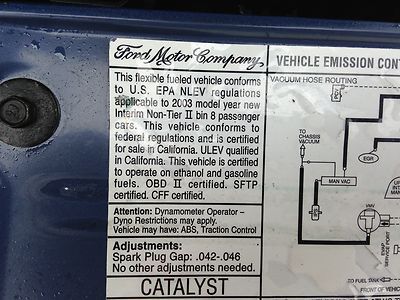 Ford Motor Company
VEHICLE EMISSION CONT
This flexible fueled vehicle conforms
to U.S. EPA NLEV regulations
applicable to 2003 model year new
Interim Non-Tier II bin 8 passenger
cars. This vehicle conforms to
federal regulations and is certified
for sale in California. ULEV qualified
in California. This vehicle is certified
to operate on ethanol and gasoline
fuels. OBD II certified. SFTP
certified. CFF certified.
Attention: Dynamometer Operator –
Dyno Restrictions may apply.
Vehicle may have: ABS, Traction Control
Adjustments:
Spark Plug Gap: .042-.046
No other adjustments needed.
CATALYST
VACUUM HOSE ROUTING
TO
CHASSIS
VACUUM
EGR
MAN VAC
VMV
EVAP
SERVICE PORT
TO FUEL TANK
FRONT OF VEHICLE